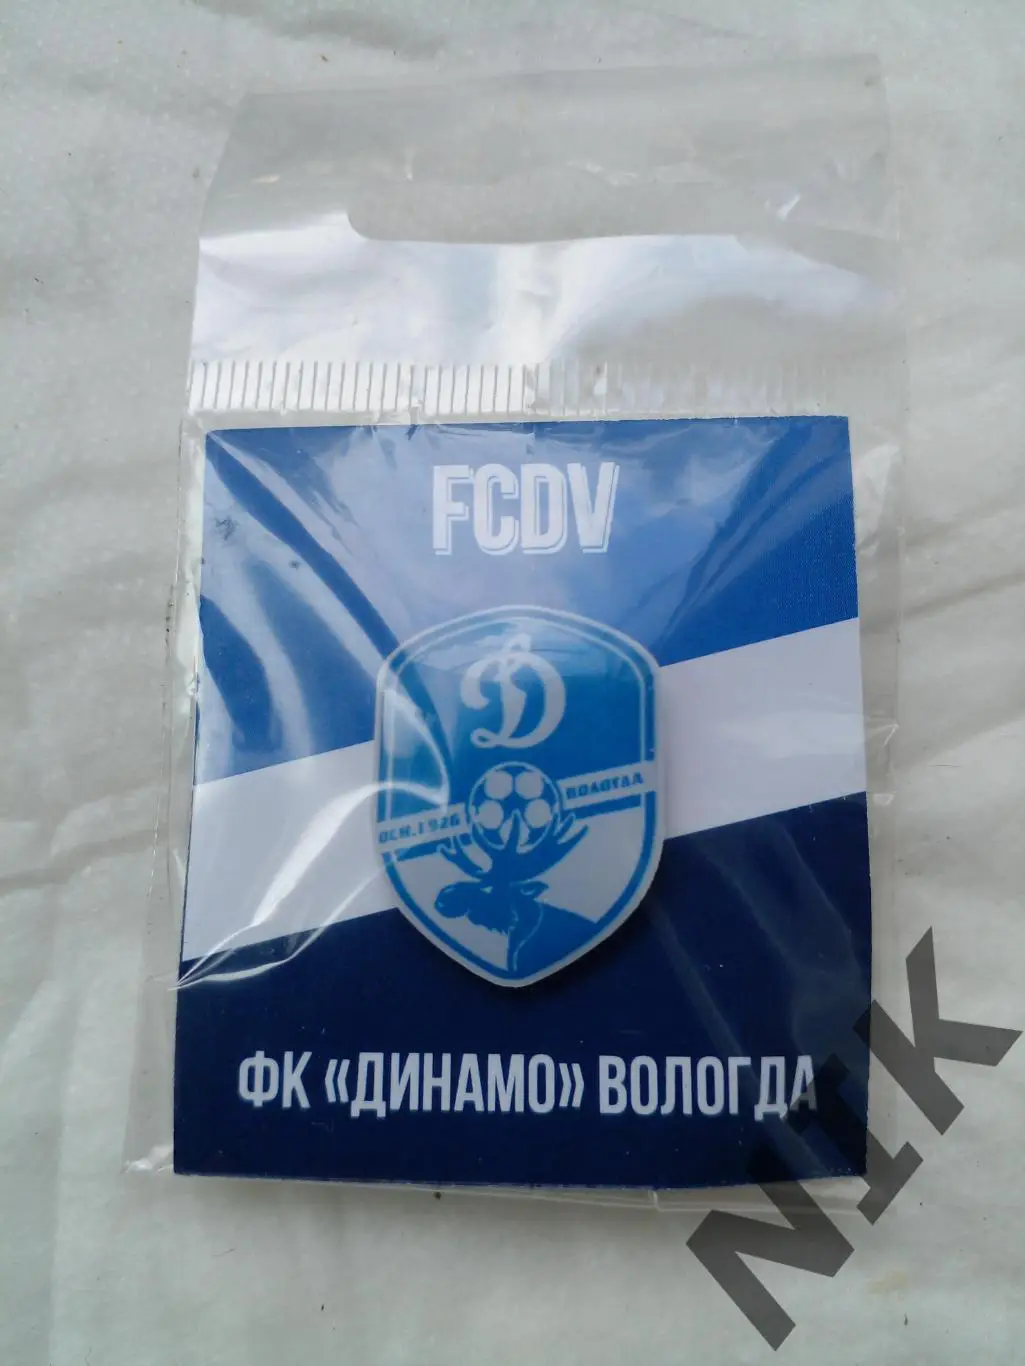 FCDV
Д
ВОЛОГДА
ОСН.1926
ФК «ДИНАМО» ВОЛОГДА
NIK